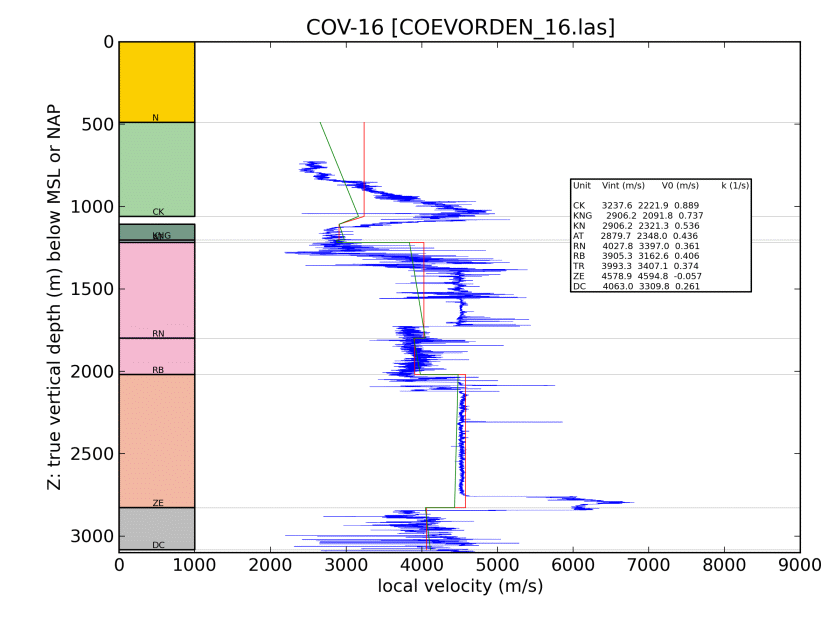 COV-16 [COEVORDEN_16.las]
Z: true vertical depth (m) below MSL or NAP
0
500
1000
1500
2000
2500
3000
N
CK
KNG
RN
RB
ZE
DC
Unit Vint (m/s) V0 (m/s) k (1/s)
CK 3237.6 2221.9 0.889
KNG 2906.2 2091.8 0.737
KN 2906.2 2321.3 0.536
AT 2879.7 2348.0 0.436
RN 4027.8 3397.0 0.361
RB 3905.3 3162.6 0.406
TR 3993.3 3407.1 0.374
ZE 4578.9 4594.8 -0.057
DC 4063.0 3309.8 0.261
0 1000 2000 3000 4000 5000 6000 7000 8000 9000
local velocity (m/s)